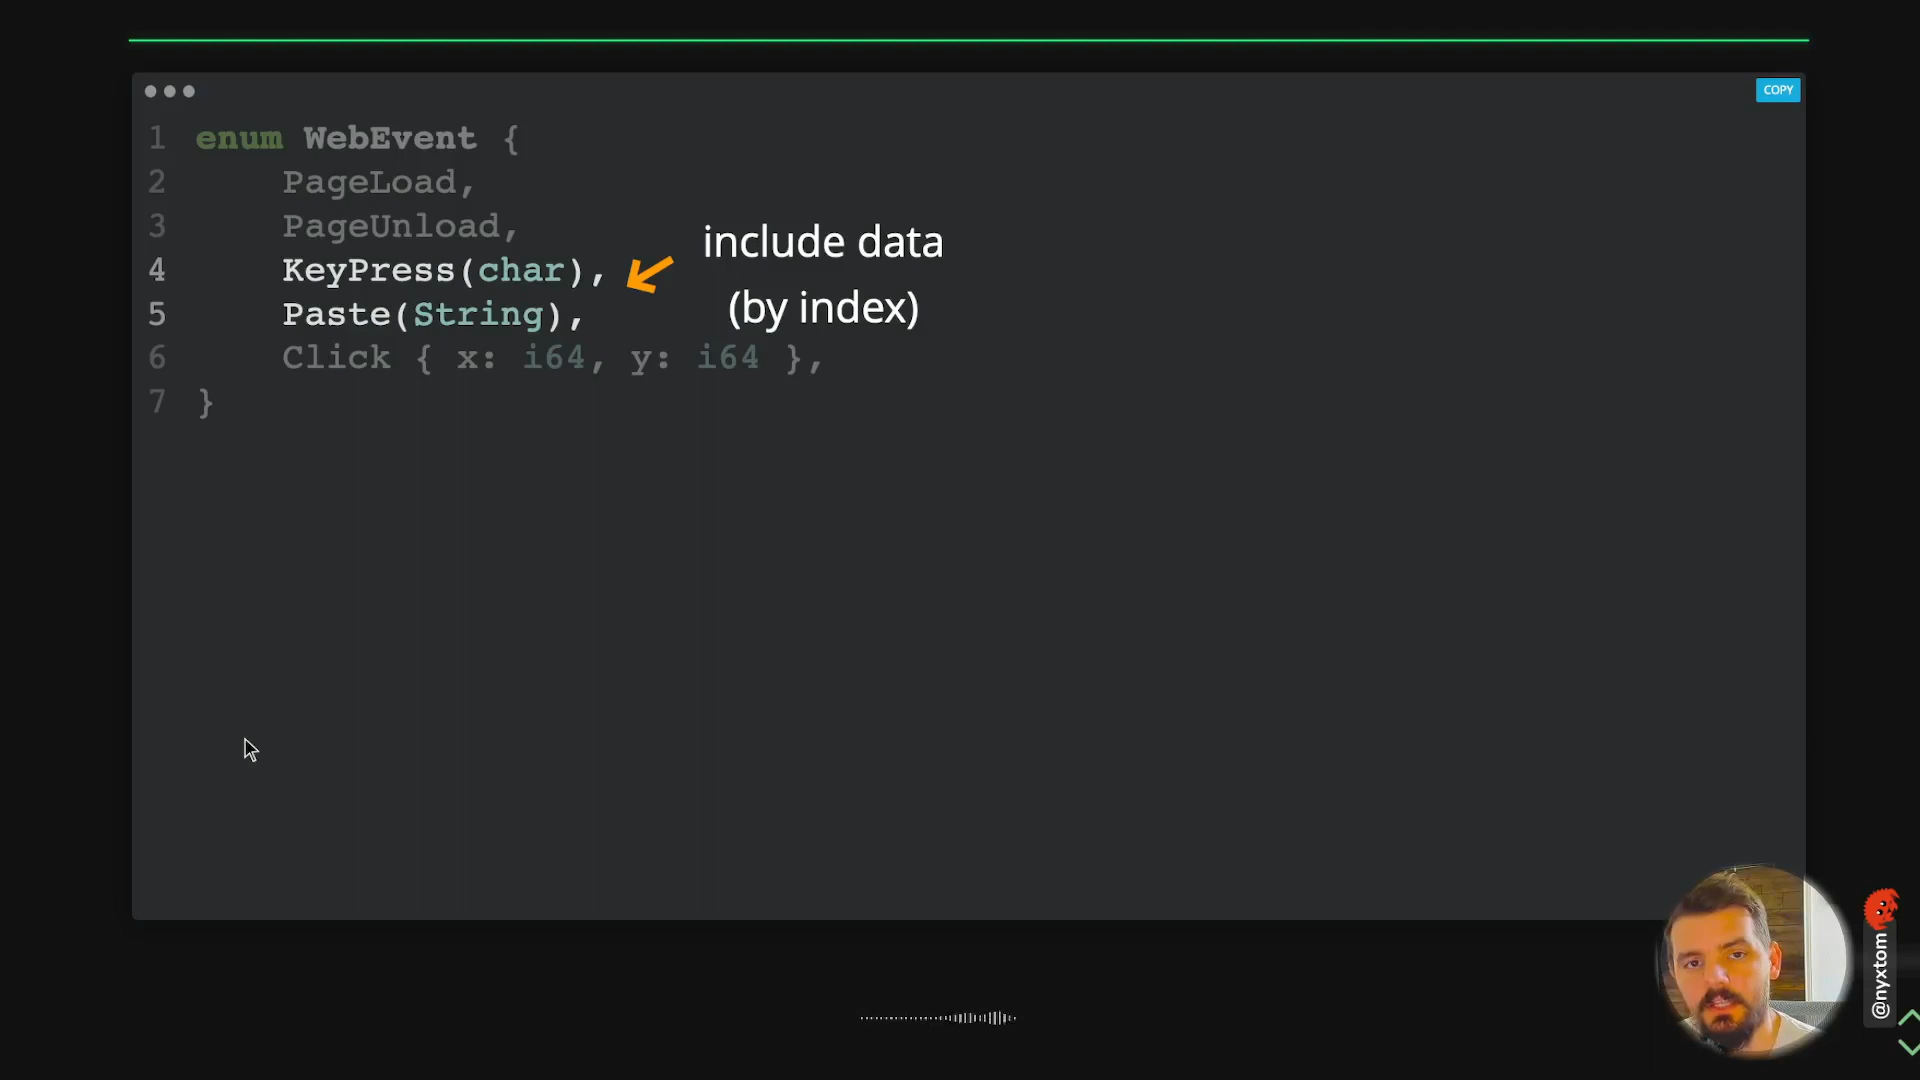 COPY
1 enum WebEvent {
2 PageLoad,
3 PageUnload,
4 KeyPress(char),
5 Paste(String),
6 Click { x: i64, y: i64 },
7 }
include data
(by index)
@nyxtom